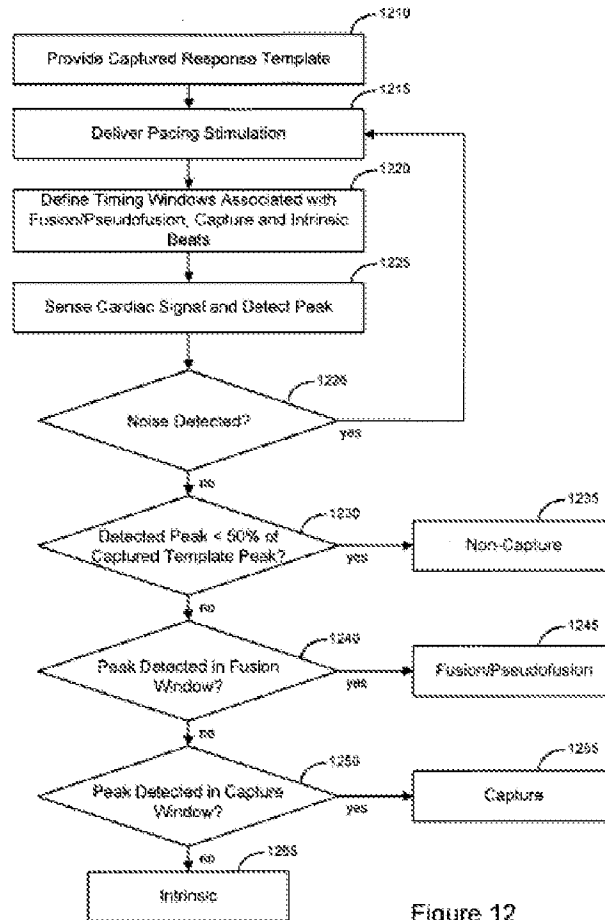 1210
Provide Captured Response Template
1215
Deliver Pacing Stimulation
1220
Define Timing Windows Associated with
Fusion/Pseudofusion, Capture and Intrinsic
Beats
1225
Sense Cardiac Signal and Detect Peak
1226
Noise Detected?
yes
no
1230
Detected Peak < 50% of
Captured Template Peak?
yes
1235
Non-Capture
no
1240
Peak Detected in Fusion
Window?
yes
1245
Fusion/Pseudofusion
no
1250
Peak Detected in Capture
Window?
yes
1255
Capture
no
1255
Intrinsic
Figure 12